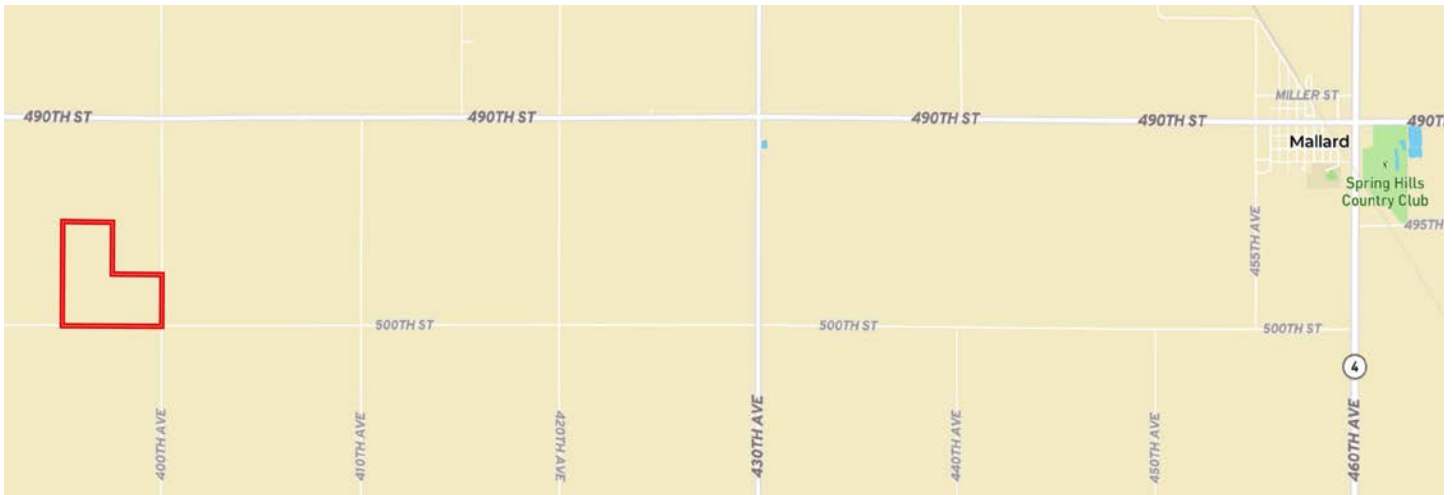 MILLER ST
490TH ST
490TH ST
490TH ST
490TH ST
490T
Mallard
Spring Hills
Country Club
495TH
455TH AVE
500TH ST
500TH ST
500TH ST
4
400TH AVE
410TH AVE
420TH AVE
430TH AVE
440TH AVE
450TH AVE
460TH AVE